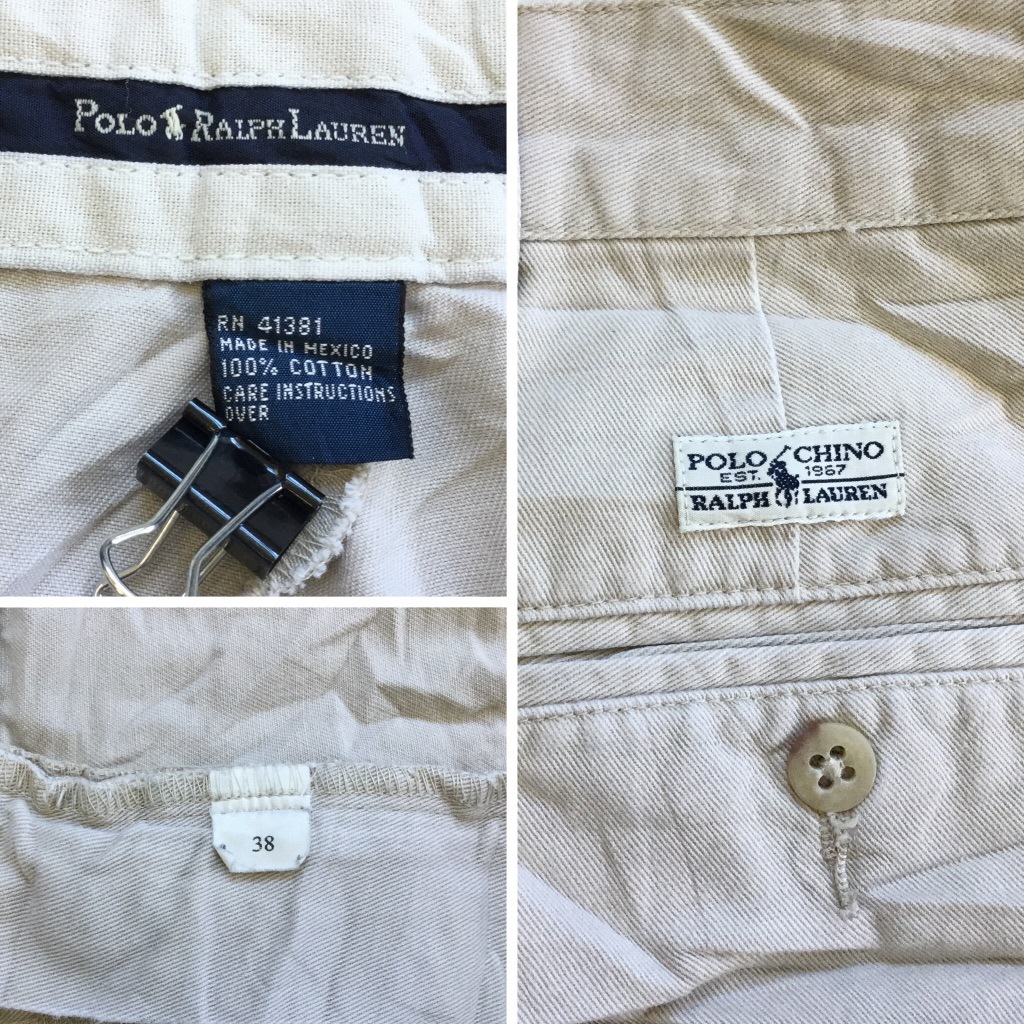 POLO RALPH LAUREN
RN 41381
MADE IN MEXICO
100% COTTON
CARE INSTRUCTIONS
OVER
38
POLO CHINO
EST. 1967
RALPH LAUREN